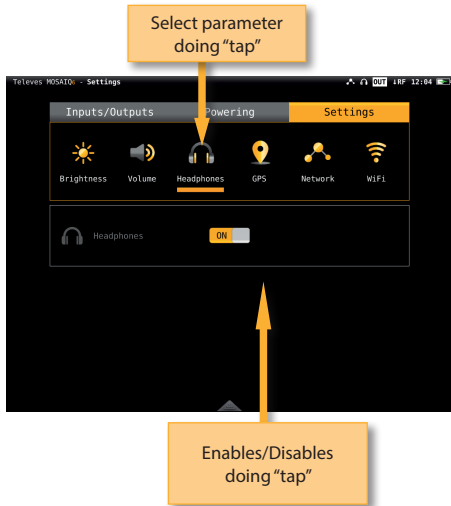 Select parameter
doing "tap"
Televes MOSAIQ6 - Settings OUT ↓RF 12:04
Inputs/Outputs Powering Settings
Brightness Volume Headphones GPS Network WiFi
Headphones ON
Enables/Disables
doing "tap"